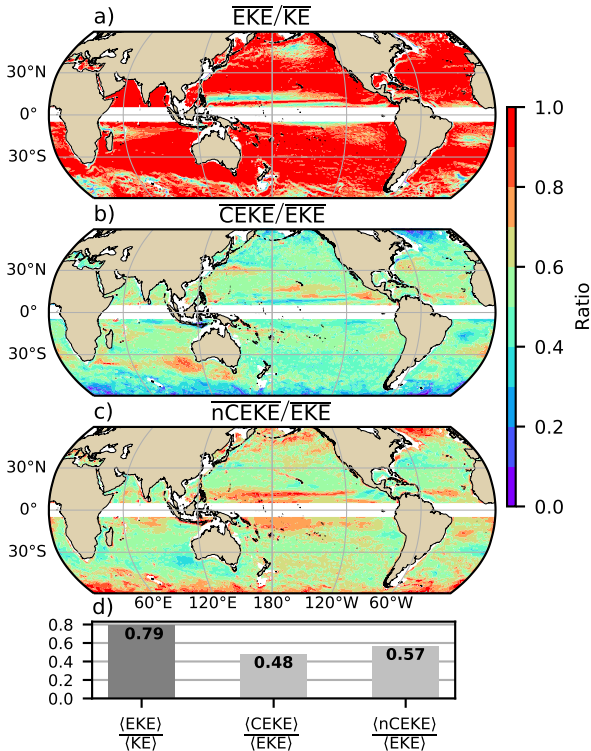 a) EKE/KE
30°N
0°
30°S
b) CEKE/EKE
30°N
0°
30°S
c) nCEKE/EKE
30°N
0°
30°S
60°E 120°E 180° 120°W 60°W
1.0
0.8
0.6
0.4
0.2
0.0
Ratio
d)
0.8
0.6
0.4
0.2
0.0
0.79 0.48 0.57
⟨EKE⟩ ⟨CEKE⟩ ⟨nCEKE⟩
⟨KE⟩ ⟨EKE⟩ ⟨EKE⟩